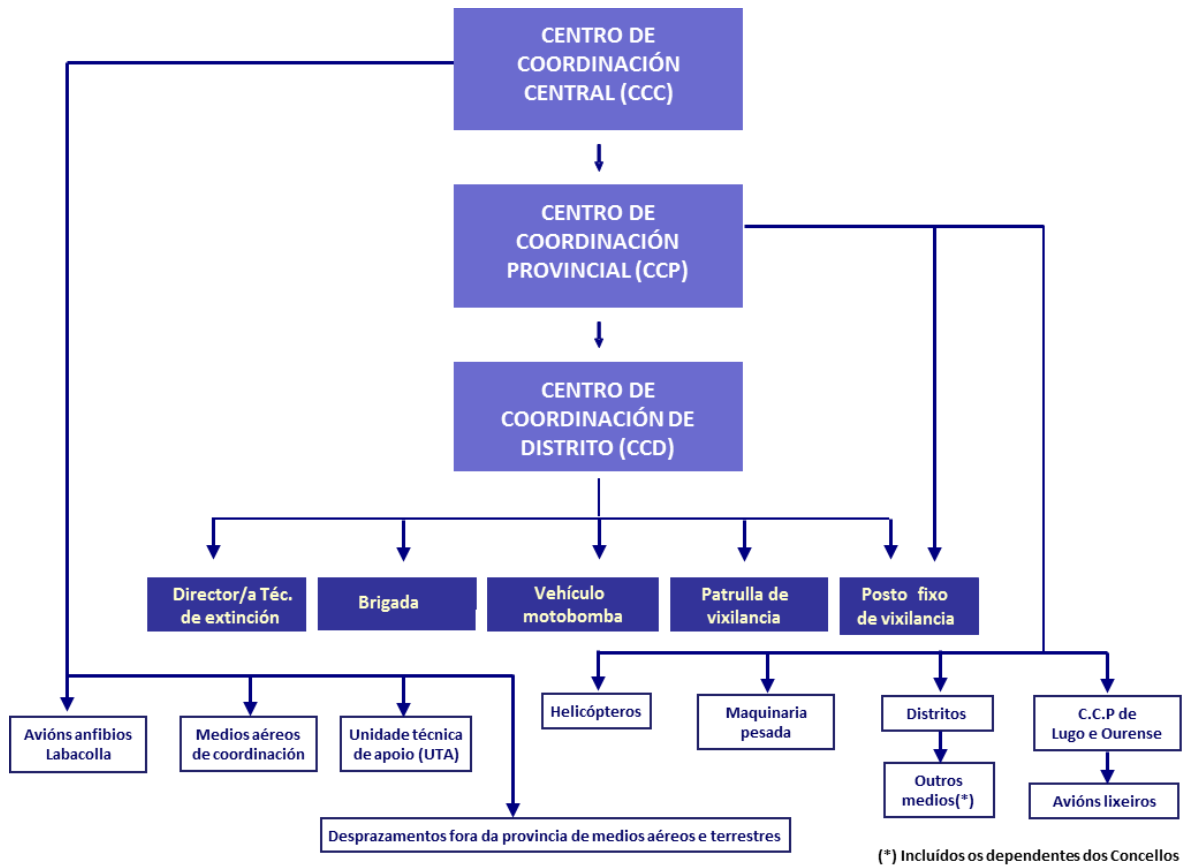 CENTRO DE
COORDINACIÓN
CENTRAL (CCC)
CENTRO DE
COORDINACIÓN
PROVINCIAL (CCP)
CENTRO DE
COORDINACIÓN DE
DISTRITO (CCD)
Director/a Téc.
de extinción
Brigada
Vehículo
motobomba
Patrulla de
vixilancia
Posto fixo
de vixilancia
Avións anfibios
Labacolla
Medios aéreos
de coordinación
Unidade técnica
de apoio (UTA)
Helicópteros
Maquinaria
pesada
Distritos
C.C.P de
Lugo e Ourense
Outros
medios(*)
Avións lixeiros
Desprazamentos fora da provincia de medios aéreos e terrestres
(*) Incluídos os dependentes dos Concellos